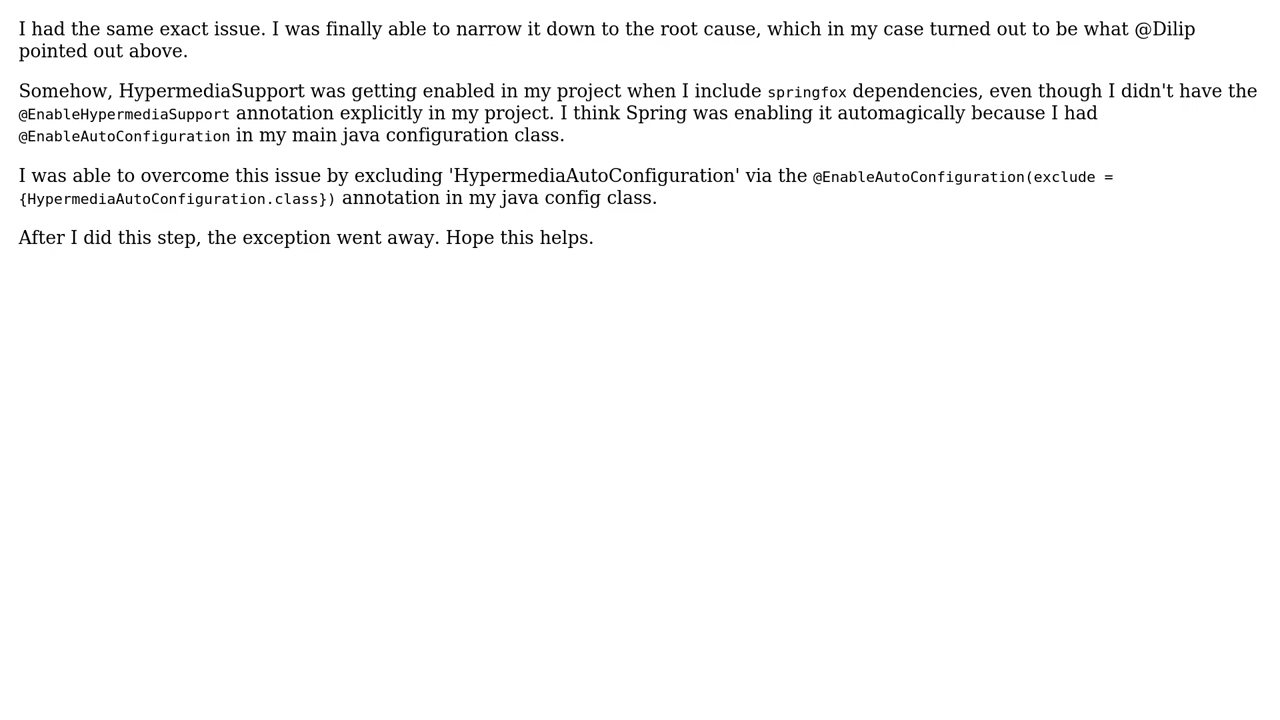 I had the same exact issue. I was finally able to narrow it down to the root cause, which in my case turned out to be what @Dilip
pointed out above.
Somehow, HypermediaSupport was getting enabled in my project when I include springfox dependencies, even though I didn't have the
@EnableHypermediaSupport annotation explicitly in my project. I think Spring was enabling it automagically because I had
@EnableAutoConfiguration in my main java configuration class.
I was able to overcome this issue by excluding 'HypermediaAutoConfiguration' via the @EnableAutoConfiguration(exclude =
{HypermediaAutoConfiguration.class}) annotation in my java config class.
After I did this step, the exception went away. Hope this helps.